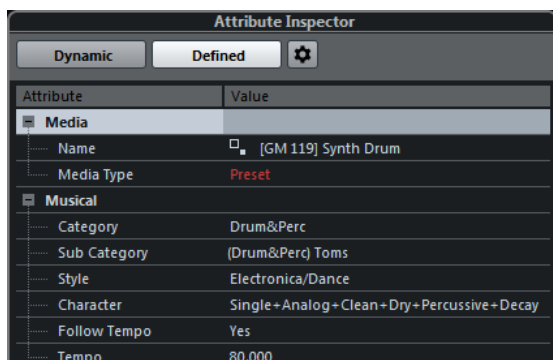 Attribute Inspector
Dynamic Defined
Attribute Value
Media
Name [GM 119] Synth Drum
Media Type Preset
Musical
Category Drum&Perc
Sub Category (Drum&Perc) Toms
Style Electronica/Dance
Character Single+Analog+Clean+Dry+Percussive+Decay
Follow Tempo Yes
Tempo 80.000